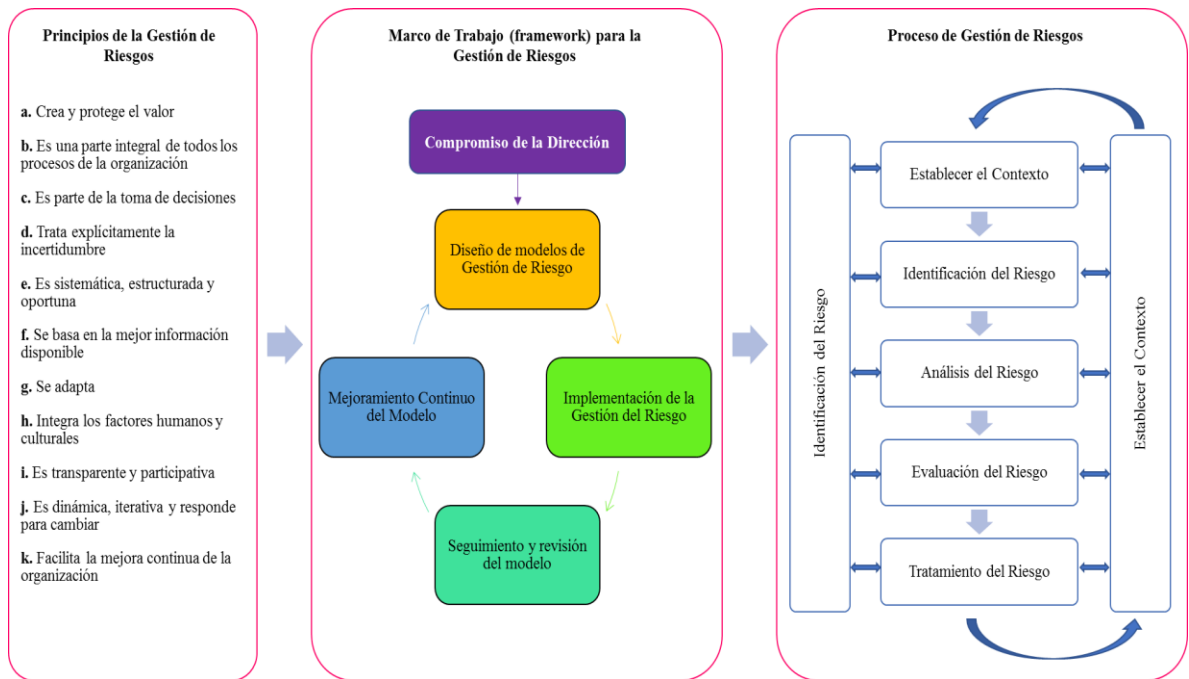 Principios de la Gestión de
Riesgos
a. Crea y protege el valor
b. Es una parte integral de todos los
procesos de la organización
c. Es parte de la toma de decisiones
d. Trata explícitamente la
incertidumbre
e. Es sistemática, estructurada y
oportuna
f. Se basa en la mejor información
disponible
g. Se adapta
h. Integra los factores humanos y
culturales
i. Es transparente y participativa
j. Es dinámica, iterativa y responde
para cambiar
k. Facilita la mejora continua de la
organización
Marco de Trabajo (framework) para la
Gestión de Riesgos
Compromiso de la Dirección
Diseño de modelos de
Gestión de Riesgo
Implementación de la
Gestión del Riesgo
Seguimiento y revisión
del modelo
Mejoramiento Continuo
del Modelo
Proceso de Gestión de Riesgos
Identificación del Riesgo
Establecer el Contexto
Identificación del Riesgo
Análisis del Riesgo
Evaluación del Riesgo
Tratamiento del Riesgo
Establecer el Contexto